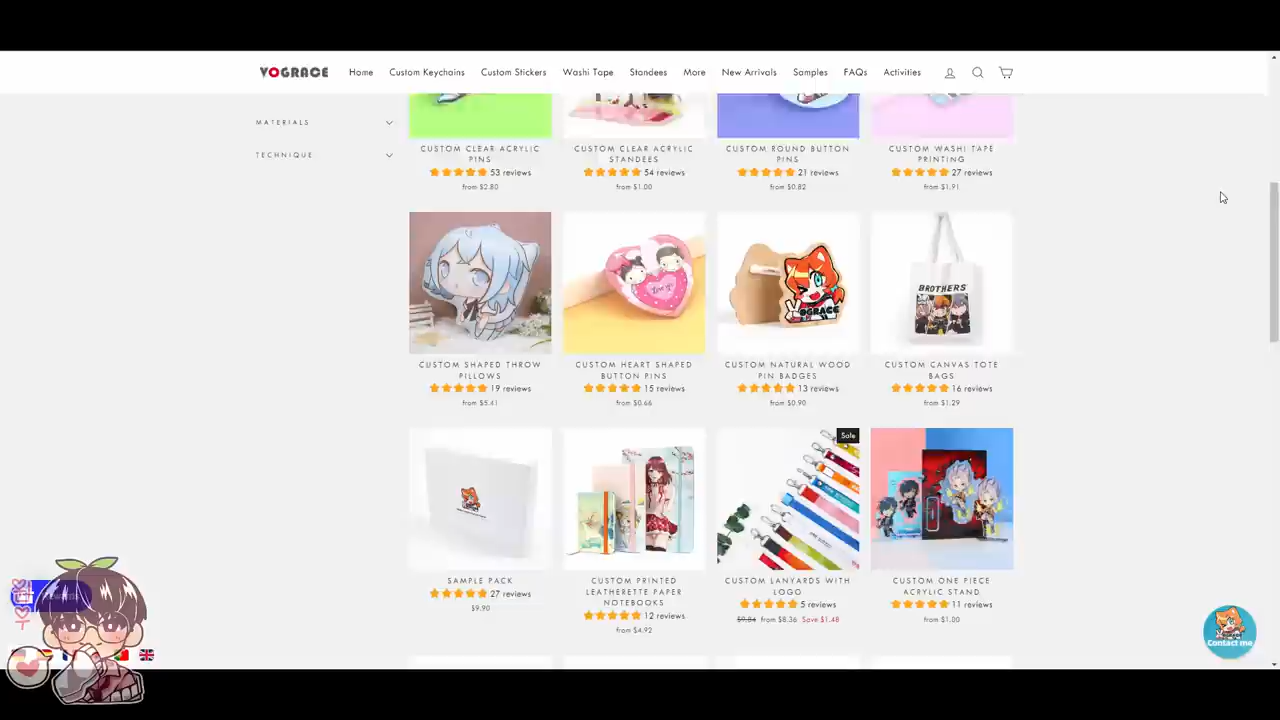 VOGRACE
Home
Custom Keychains
Custom Stickers
Washi Tape
Standees
More
New Arrivals
Samples
FAQs
Activities
MATERIALS
TECHNIQUE
CUSTOM CLEAR ACRYLIC
PINS
53 reviews
from $2.80
CUSTOM CLEAR ACRYLIC
STANDEES
54 reviews
from $1.00
CUSTOM ROUND BUTTON
PINS
21 reviews
from $0.82
CUSTOM WASHI TAPE
PRINTING
27 reviews
from $1.91
CUSTOM SHAPED THROW
PILLOWS
19 reviews
from $5.41
CUSTOM HEART SHAPED
BUTTON PINS
15 reviews
from $0.66
OGRACE
CUSTOM NATURAL WOOD
PIN BADGES
13 reviews
from $0.90
BROTHERS
CUSTOM CANVAS TOTE
BAGS
16 reviews
from $1.29
SAMPLE PACK
27 reviews
$9.90
CUSTOM PRINTED
LEATHERETTE PAPER
NOTEBOOKS
12 reviews
from $4.92
Sale
CUSTOM LANYARDS WITH
LOGO
5 reviews
$9.84 from $8.36 Save $1.48
CUSTOM ONE PIECE
ACRYLIC STAND
11 reviews
from $1.00
Contact me